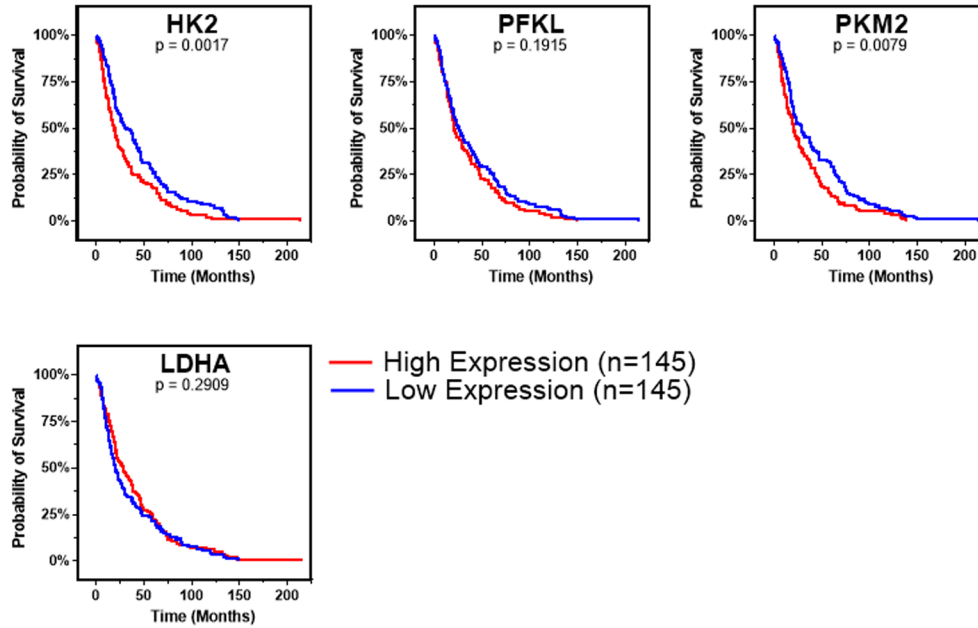 HK2
p = 0.0017
Probability of Survival
100%
75%
50%
25%
0%
0 50 100 150 200
Time (Months)
PFKL
p = 0.1915
Probability of Survival
100%
75%
50%
25%
0%
0 50 100 150 200
Time (Months)
PKM2
p = 0.0079
Probability of Survival
100%
75%
50%
25%
0%
0 50 100 150 200
Time (Months)
LDHA
p = 0.2909
Probability of Survival
100%
75%
50%
25%
0%
0 50 100 150 200
Time (Months)
High Expression (n=145)
Low Expression (n=145)